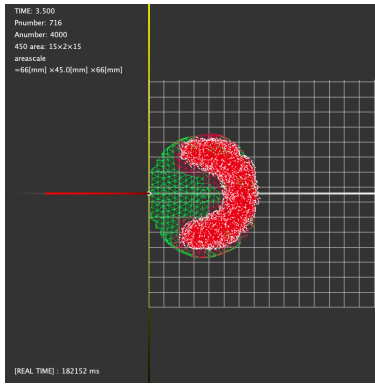 TIME: 3.500
Pnumber: 716
Anumber: 4000
450 area: 15×2×15
areascale
=66[mm] ×45.0[mm] ×66[mm]
[REAL TIME] : 182152 ms